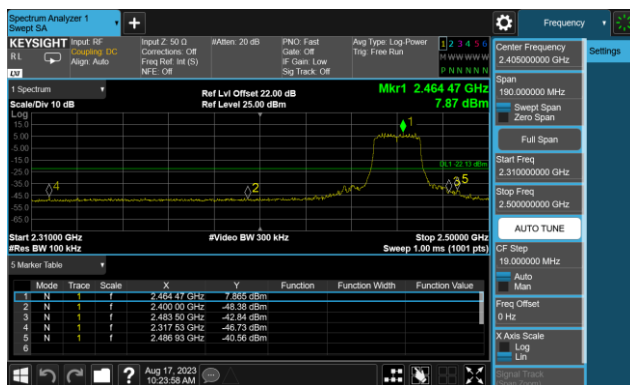 Spectrum Analyzer 1
Swept SA
Frequency
KEYSIGHT
R L
LXI
Input: RF
Coupling: DC
Align: Auto
Input Z: 50 Ω
Corrections: Off
Freq Ref: Int (S)
NFE: Off
#Atten: 20 dB
PNO: Fast
Gate: Off
IF Gain: Low
Sig Track: Off
Avg Type: Log-Power
Trig: Free Run
1 2 3 4 5 6
M W W W W W
P N N N N N
1 Spectrum
Scale/Div 10 dB
Ref Lvl Offset 22.00 dB
Ref Level 25.00 dBm
Mkr1 2.464 47 GHz
7.87 dBm
Log
15.0
5.00
-5.00
-15.0
-25.0
-35.0
-45.0
-55.0
-65.0
1
DL1 -22.13 dBm
4
2
3
5
Start 2.31000 GHz
#Res BW 100 kHz
#Video BW 300 kHz
Stop 2.50000 GHz
Sweep 1.00 ms (1001 pts)
5 Marker Table
Mode Trace Scale X Y Function Function Width Function Value
1 N 1 f 2.464 47 GHz 7.865 dBm
2 N 1 f 2.400 00 GHz -48.38 dBm
3 N 1 f 2.483 50 GHz -42.84 dBm
4 N 1 f 2.317 53 GHz -46.73 dBm
5 N 1 f 2.486 93 GHz -40.56 dBm
6
Aug 17, 2023
10:23:58 AM
Center Frequency
2.405000000 GHz
Settings
Span
190.000000 MHz
Swept Span
Zero Span
Full Span
Start Freq
2.310000000 GHz
Stop Freq
2.500000000 GHz
AUTO TUNE
CF Step
19.000000 MHz
Auto
Man
Freq Offset
0 Hz
X Axis Scale
Log
Lin
Signal Track